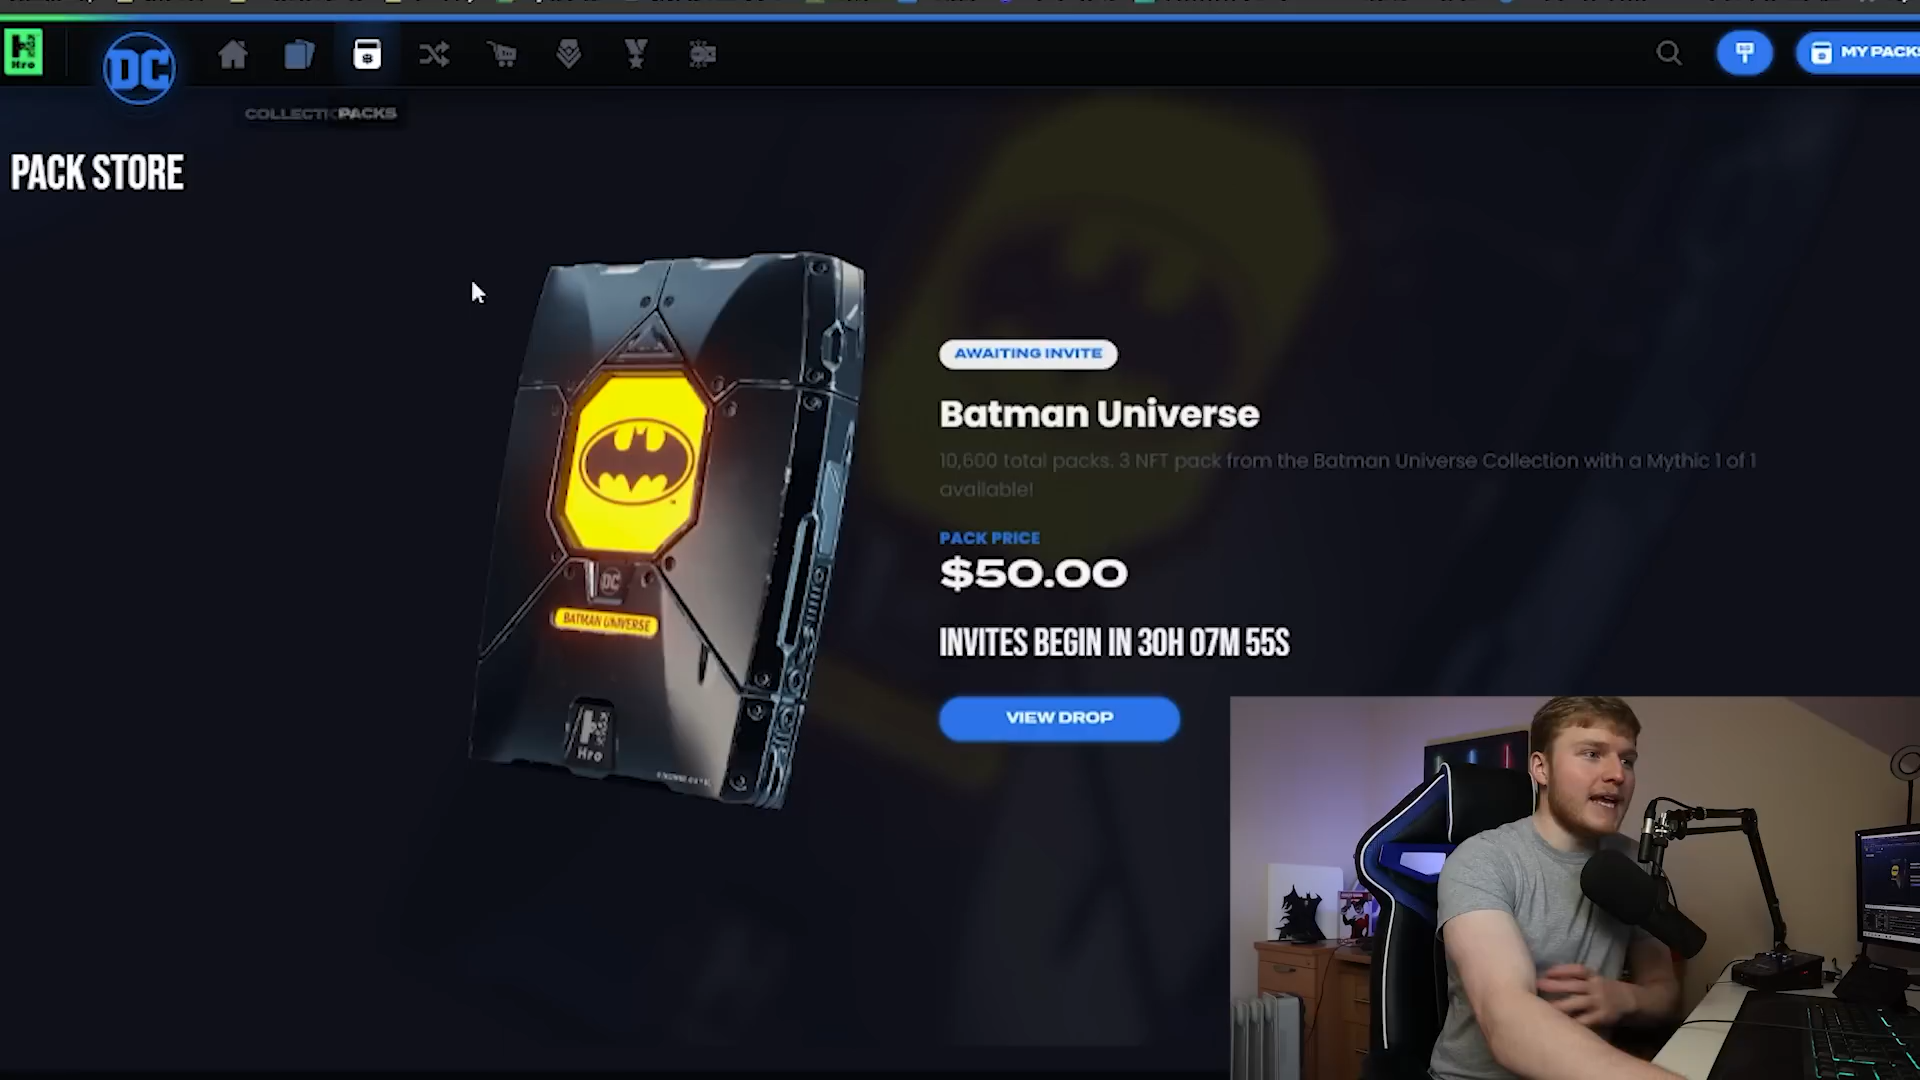 Hro
DC
MY PACKS
COLLECTI
PACKS
PACK STORE
AWAITING INVITE
Batman Universe
10,600 total packs. 3 NFT pack from the Batman Universe Collection with a Mythic 1 of 1
available!
PACK PRICE
$50.00
INVITES BEGIN IN 30H 07M 55S
VIEW DROP
DC
BATMAN UNIVERSE
Hro